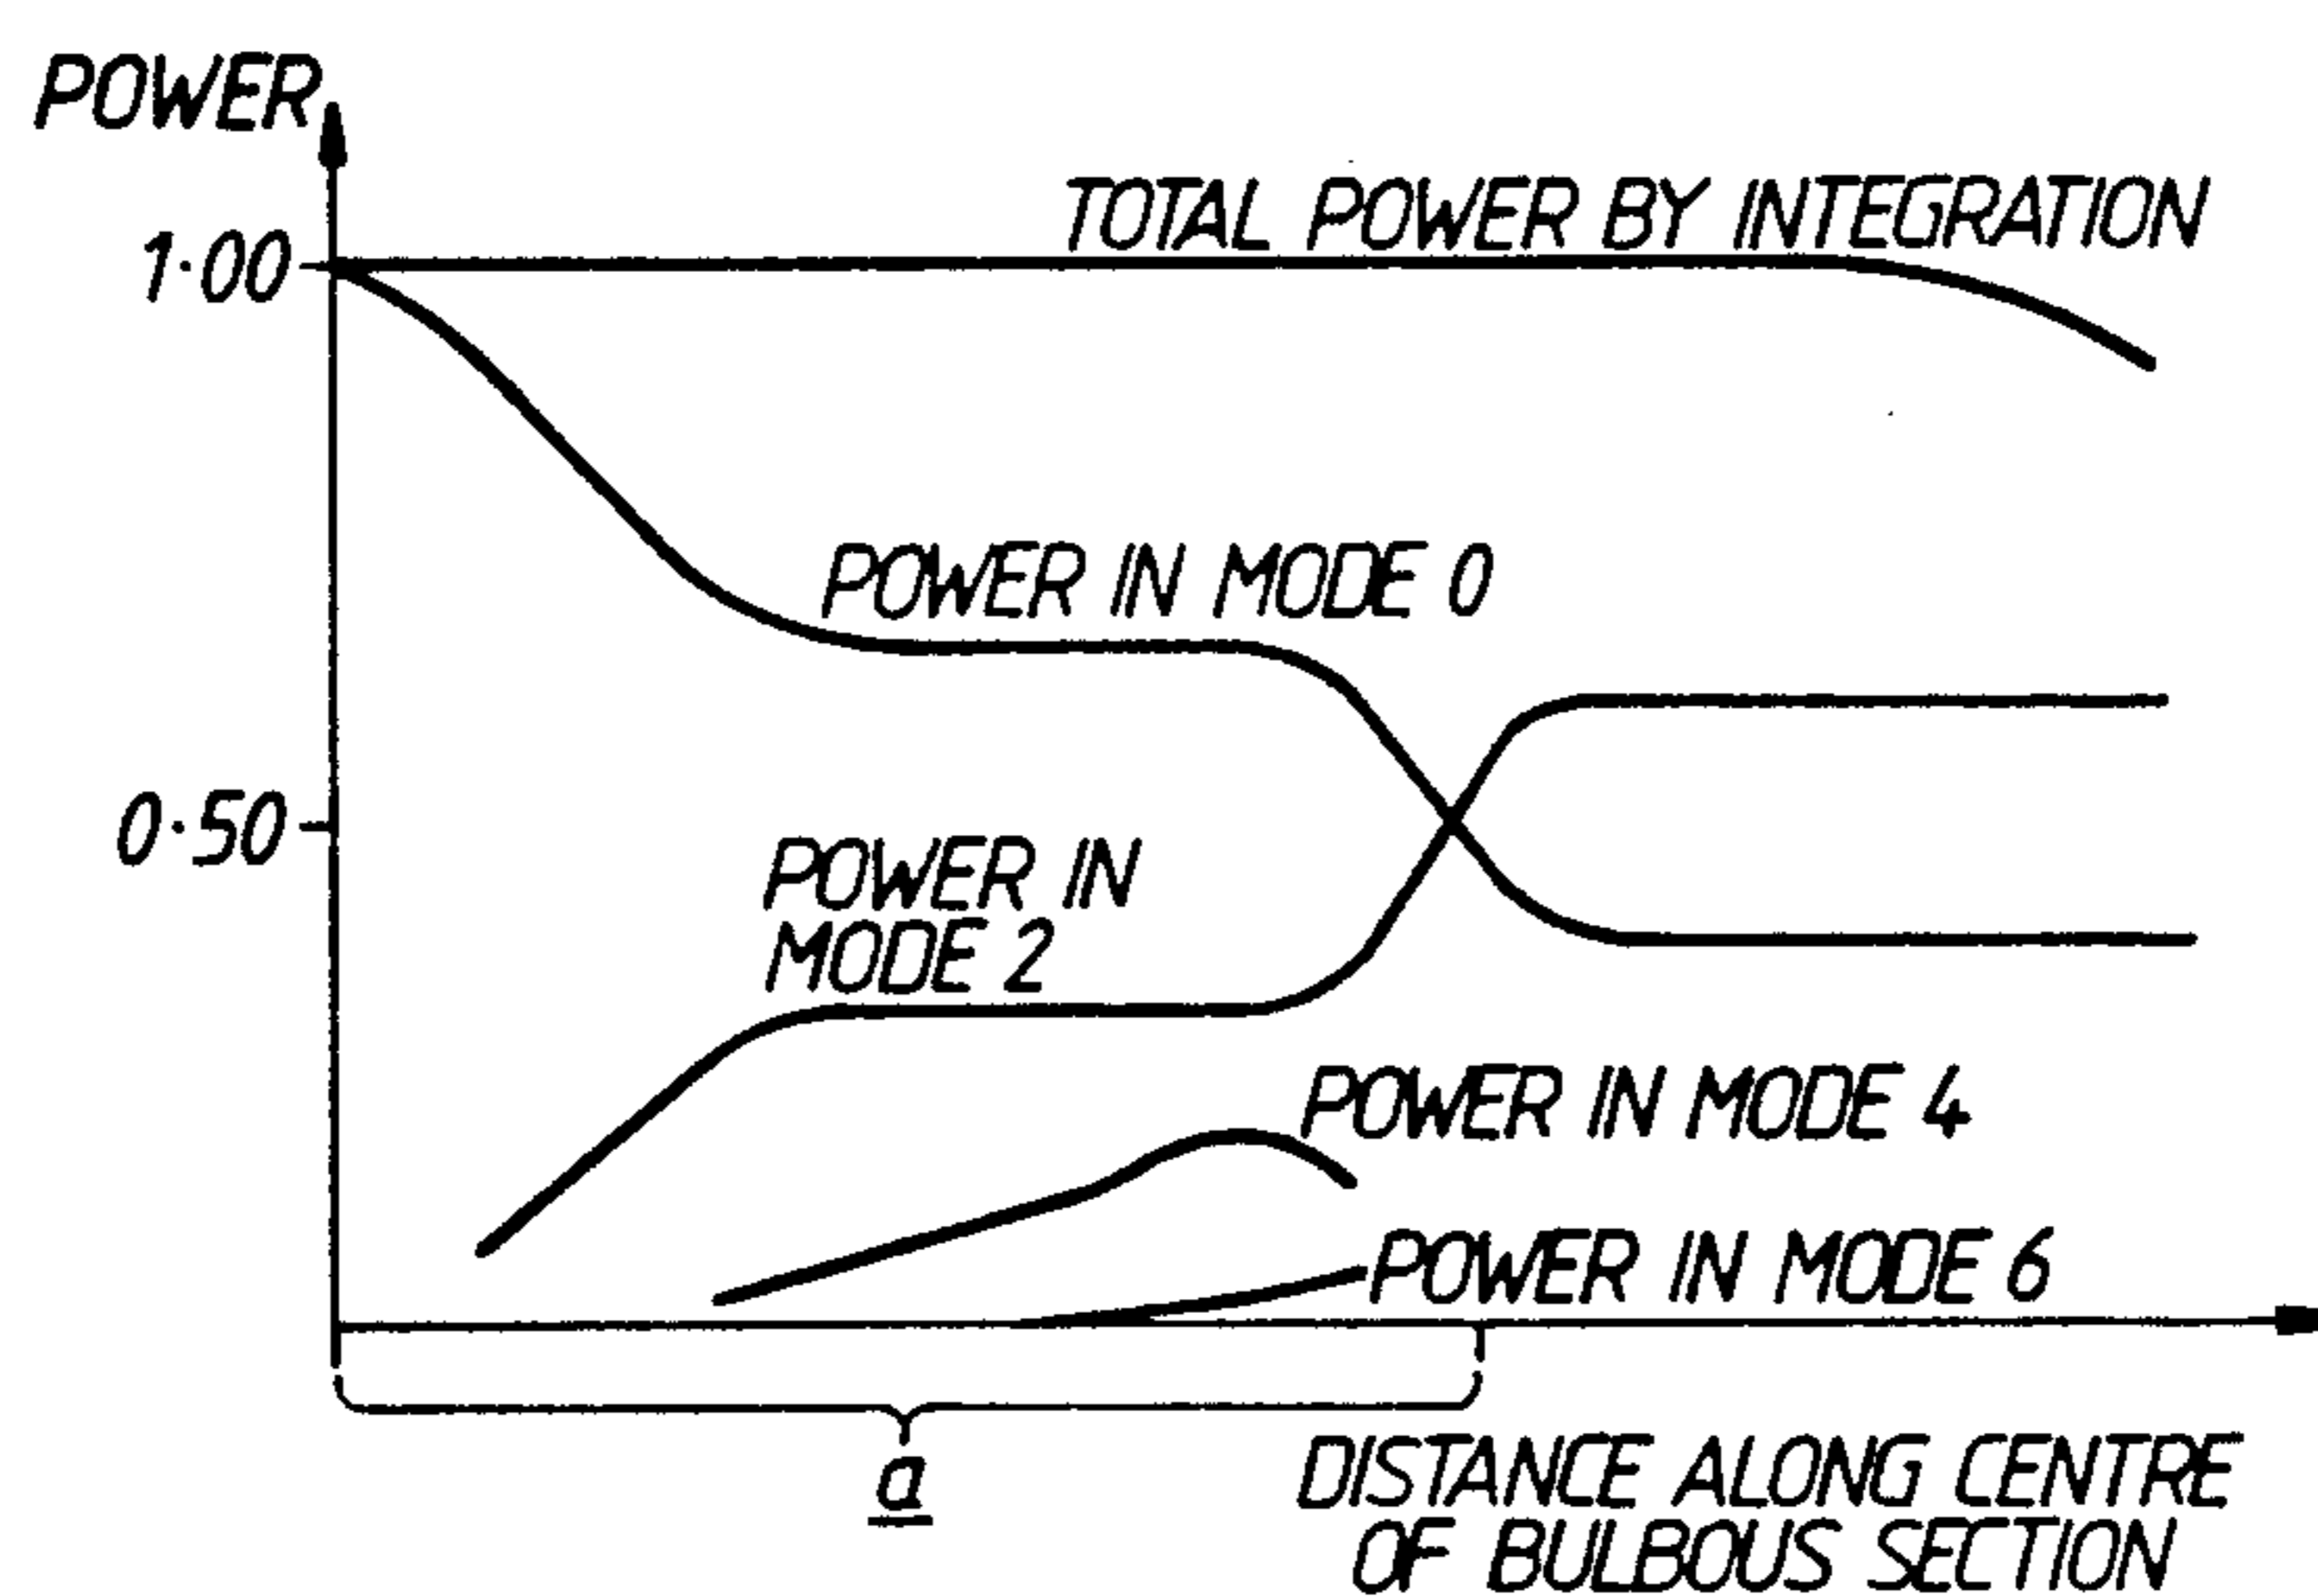 POWER
TOTAL POWER BY INTEGRATION
1·00
POWER IN MODE 0
0·50
POWER IN
MODE 2
POWER IN MODE 4
POWER IN MODE 6
a
DISTANCE ALONG CENTRE
OF BULBOUS SECTION